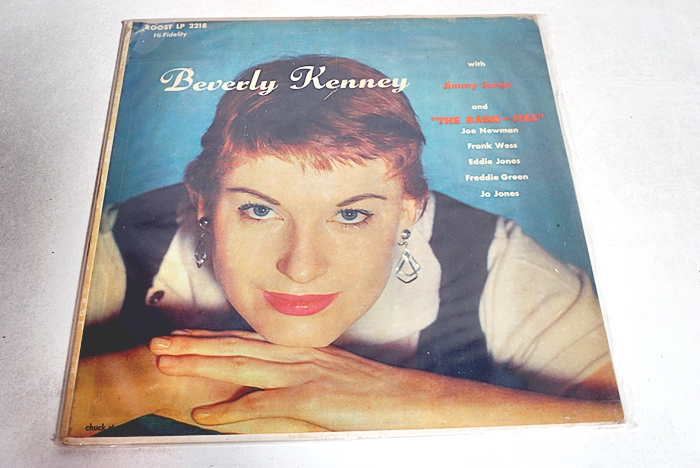 ROOST LP 2218
Hi-Fidelity
Beverly Kenney
with
Jimmy Jones
and
"THE BASIE-ITES"
Joe Newman
Frank Wess
Eddie Jones
Freddie Green
Jo Jones
chuck